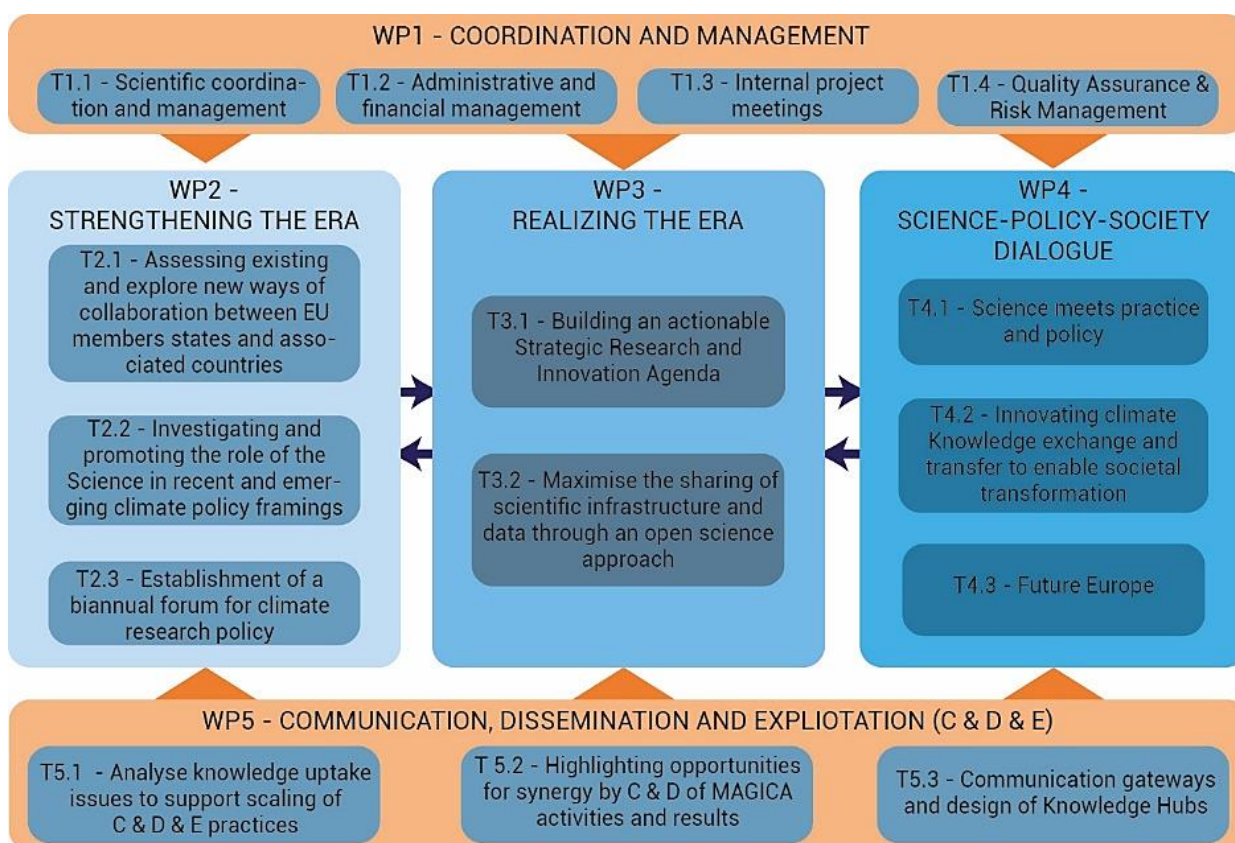 WP1 - COORDINATION AND MANAGEMENT
T1.1 - Scientific coordina-
tion and management
T1.2 - Administrative and
financial management
T1.3 - Internal project
meetings
T1.4 - Quality Assurance &
Risk Management
WP2 -
STRENGTHENING THE ERA
T2.1 - Assessing existing
and explore new ways of
collaboration between EU
members states and asso-
ciated countries
T2.2 - Investigating and
promoting the role of the
Science in recent and emer-
ging climate policy framings
T2.3 - Establishment of a
biannual forum for climate
research policy
WP3 -
REALIZING THE ERA
T3.1 - Building an actionable
Strategic Research and
Innovation Agenda
T3.2 - Maximise the sharing of
scientific infrastructure and
data through an open science
approach
WP4 -
SCIENCE-POLICY-SOCIETY
DIALOGUE
T4.1 - Science meets practice
and policy
T4.2 - Innovating climate
Knowledge exchange and
transfer to enable societal
transformation
T4.3 - Future Europe
WP5 - COMMUNICATION, DISSEMINATION AND EXPLIOTATION (C & D & E)
T5.1 - Analyse knowledge uptake
issues to support scaling of
C & D & E practices
T 5.2 - Highlighting opportunities
for synergy by C & D of MAGICA
activities and results
T5.3 - Communication gateways
and design of Knowledge Hubs